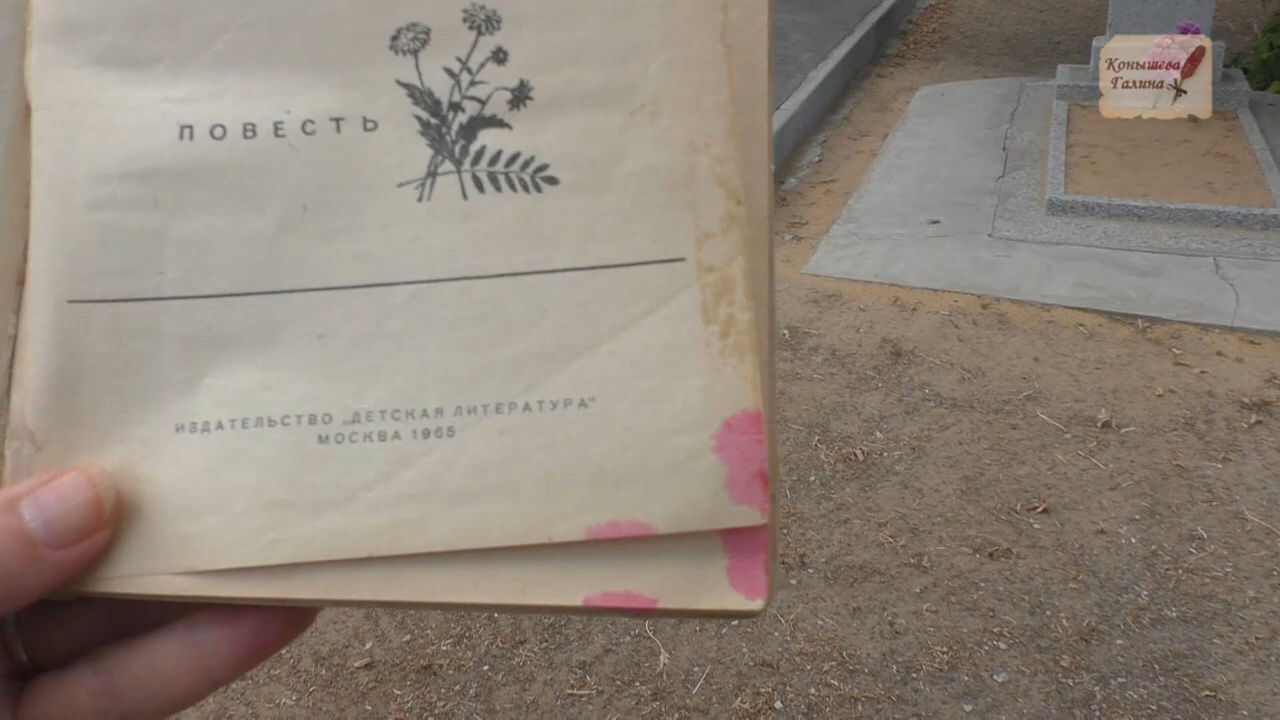 ПОВЕСТЬ
ИЗДАТЕЛЬСТВО „ДЕТСКАЯ ЛИТЕРАТУРА"
МОСКВА 1965
Конышева
Галина